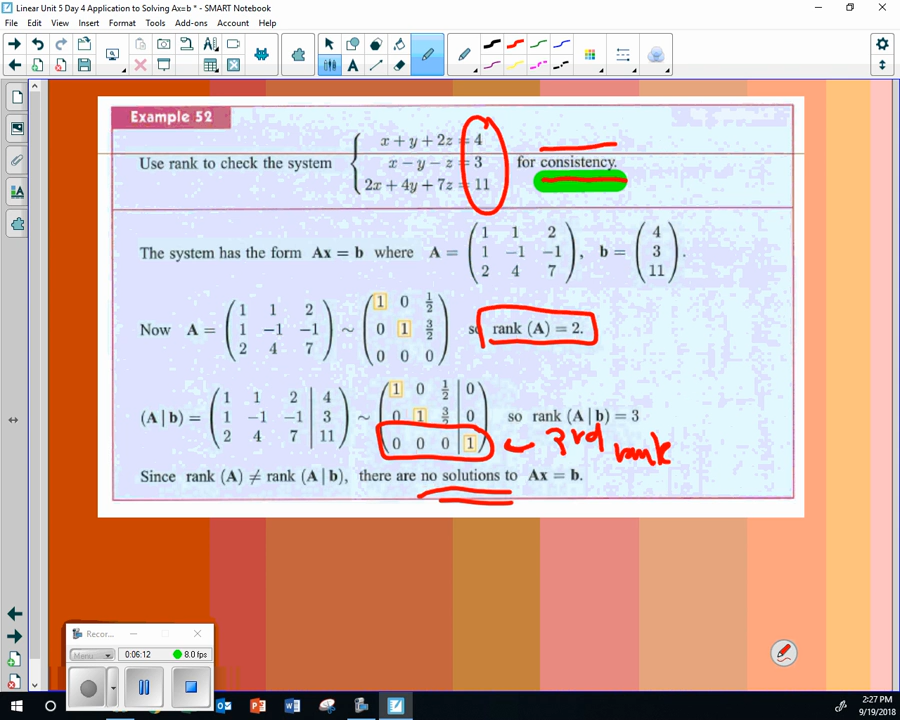 Linear Unit 5 Day 4 Application to Solving Ax=b * - SMART Notebook
File Edit View Insert Format Tools Add-ons Account Help
Example 52
Use rank to check the system { x + y + 2z = 4
x − y − z = 3
2x + 4y + 7z = 11
for consistency.
The system has the form Ax = b where A = ( 1 1 2
1 −1 −1
2 4 7 ), b = ( 4
3
11 ).
Now A = ( 1 1 2
1 −1 −1
2 4 7 ) ~ ( 1 0 1/2
0 1 3/2
0 0 0 ) so rank (A) = 2.
(A | b) = ( 1 1 2 | 4
1 −1 −1 | 3
2 4 7 | 11 ) ~ ( 1 0 1/2 | 0
0 1 3/2 | 0
0 0 0 | 1 ) so rank (A | b) = 3
← 3rd rank
Since rank (A) ≠ rank (A | b), there are no solutions to Ax = b.
Recor...
Menu 0:06:12 8.0 fps
2:27 PM
9/19/2018